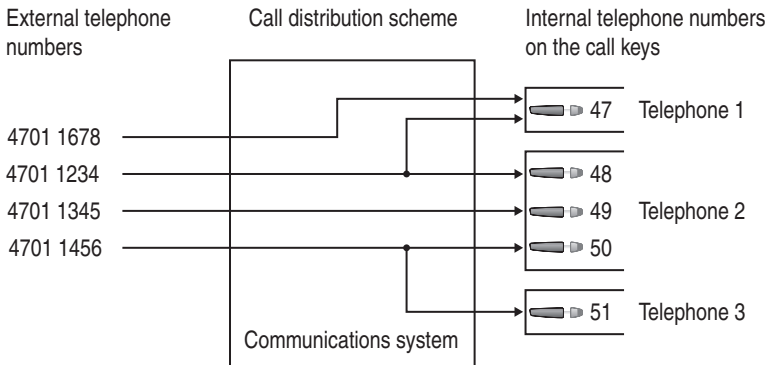 External telephone
numbers
Call distribution scheme
Internal telephone numbers
on the call keys
4701 1678
4701 1234
4701 1345
4701 1456
47 Telephone 1
48
49 Telephone 2
50
51 Telephone 3
Communications system